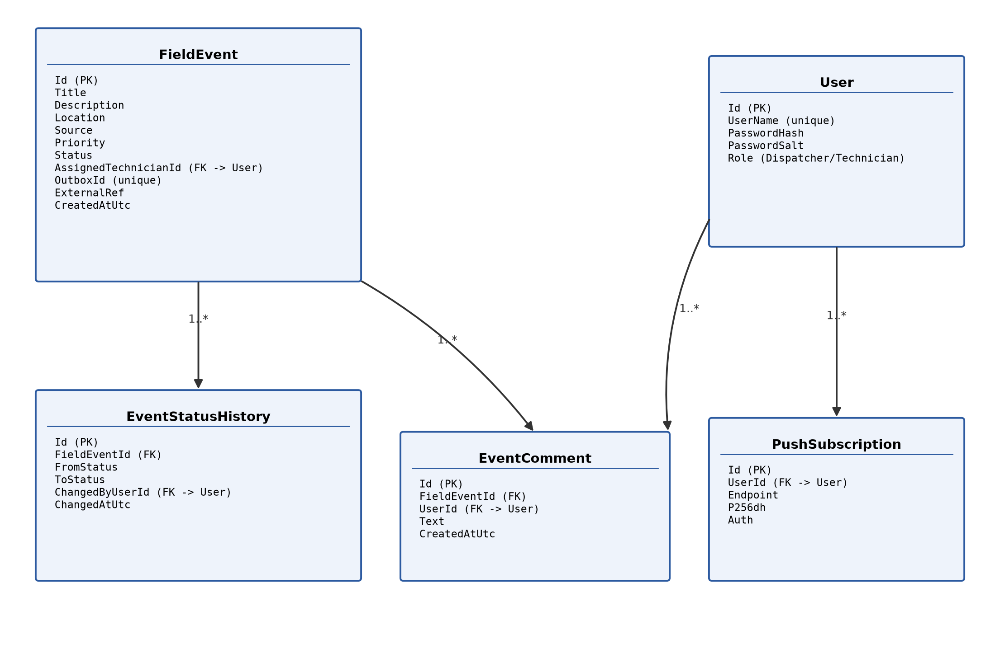 FieldEvent
Id (PK)
Title
Description
Location
Source
Priority
Status
AssignedTechnicianId (FK -> User)
OutboxId (unique)
ExternalRef
CreatedAtUtc
User
Id (PK)
UserName (unique)
PasswordHash
PasswordSalt
Role (Dispatcher/Technician)
1..*
1..*
1..*
1..*
EventStatusHistory
Id (PK)
FieldEventId (FK)
FromStatus
ToStatus
ChangedByUserId (FK -> User)
ChangedAtUtc
EventComment
Id (PK)
FieldEventId (FK)
UserId (FK -> User)
Text
CreatedAtUtc
PushSubscription
Id (PK)
UserId (FK -> User)
Endpoint
P256dh
Auth